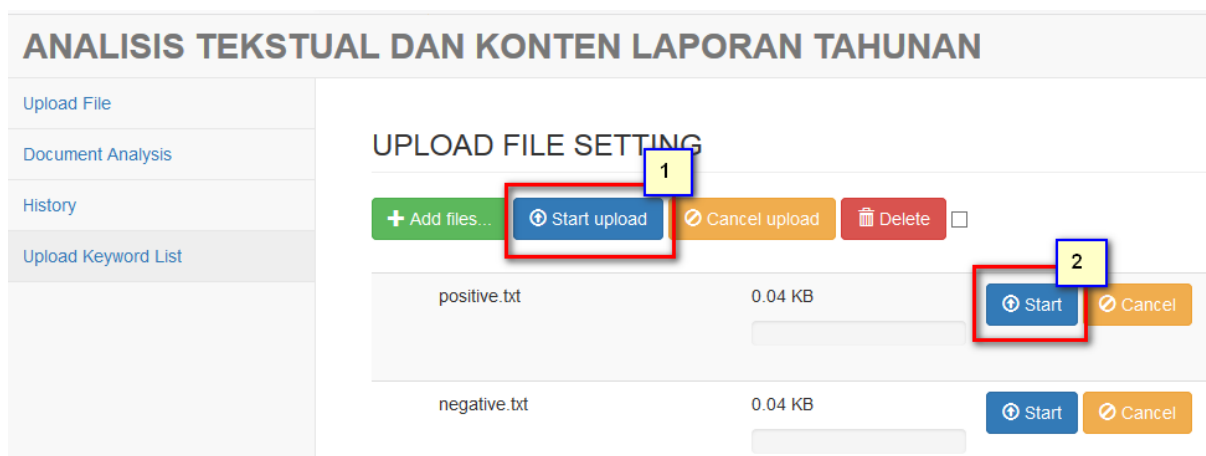 ANALISIS TEKSTUAL DAN KONTEN LAPORAN TAHUNAN
Upload File
Document Analysis
History
Upload Keyword List
UPLOAD FILE SETTING
1
Add files... Start upload Cancel upload Delete
2
positive.txt 0.04 KB Start Cancel
negative.txt 0.04 KB Start Cancel